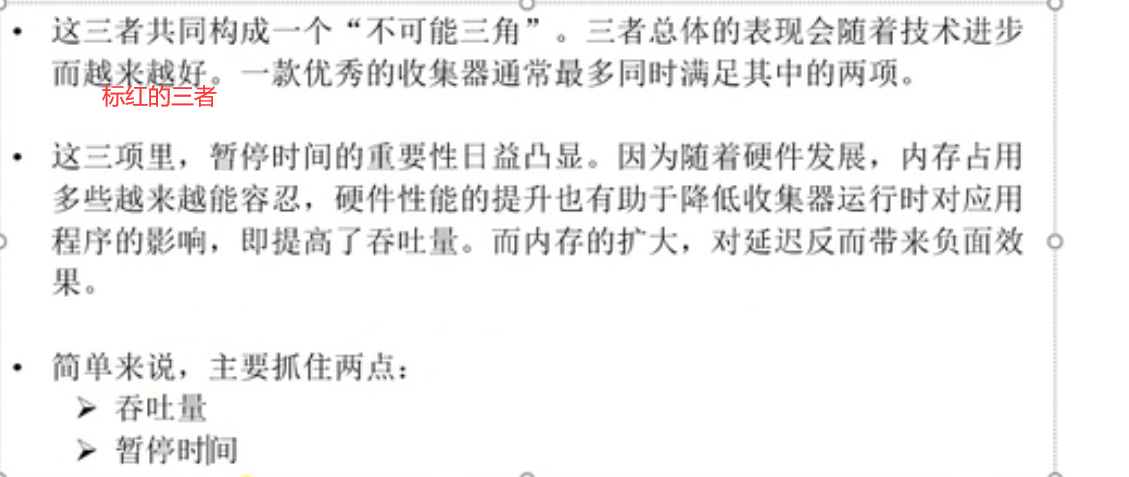 • 这三者共同构成一个“不可能三角”。三者总体的表现会随着技术进步
而越来越好。一款优秀的收集器通常最多同时满足其中的两项。
标红的三者
• 这三项里，暂停时间的重要性日益凸显。因为随着硬件发展，内存占用
多些越来越能容忍，硬件性能的提升也有助于降低收集器运行时对应用
程序的影响，即提高了吞吐量。而内存的扩大，对延迟反而带来负面效
果。
• 简单来说，主要抓住两点：
➢ 吞吐量
➢ 暂停时间